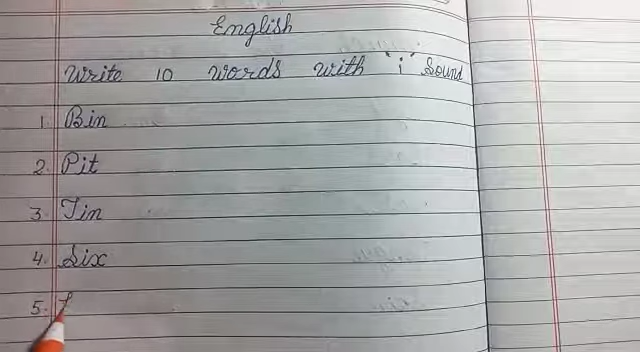 English
Write 10 words with 'i' Sound
1. Bin
2. Pit
3. Tin
4. Six
5.